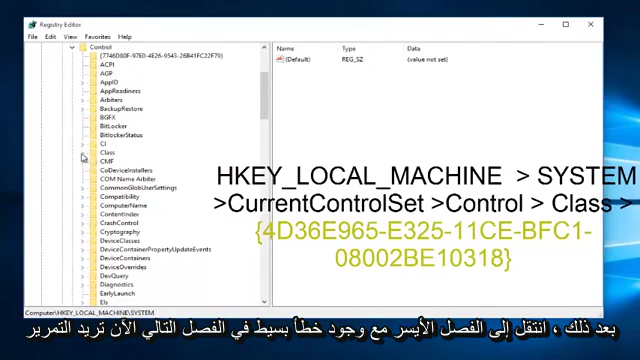 Registry Editor
File Edit View Favorites Help
Control
{7746D80F-97E0-4E26-9543-26B41FC22F79}
ACPI
AGP
AppID
AppReadiness
Arbiters
BackupRestore
BGFX
BitLocker
BitlockerStatus
CI
Class
CMF
CoDeviceInstallers
COM Name Arbiter
CommonGlobUserSettings
Compatibility
ComputerName
ContentIndex
CrashControl
Cryptography
DeviceClasses
DeviceContainerPropertyUpdateEvents
DeviceContainers
DeviceOverrides
DevQuery
Diagnostics
EarlyLaunch
Els
Name Type Data
(Default) REG_SZ (value not set)
HKEY_LOCAL_MACHINE > SYSTEM
>CurrentControlSet >Control > Class >
{4D36E965-E325-11CE-BFC1-
08002BE10318}
Computer\HKEY_LOCAL_MACHINE\SYSTEM
بعد ذلك ، انتقل إلى الفصل الأيسر مع وجود خطأ بسيط في الفصل التالي الآن تريد التمرير